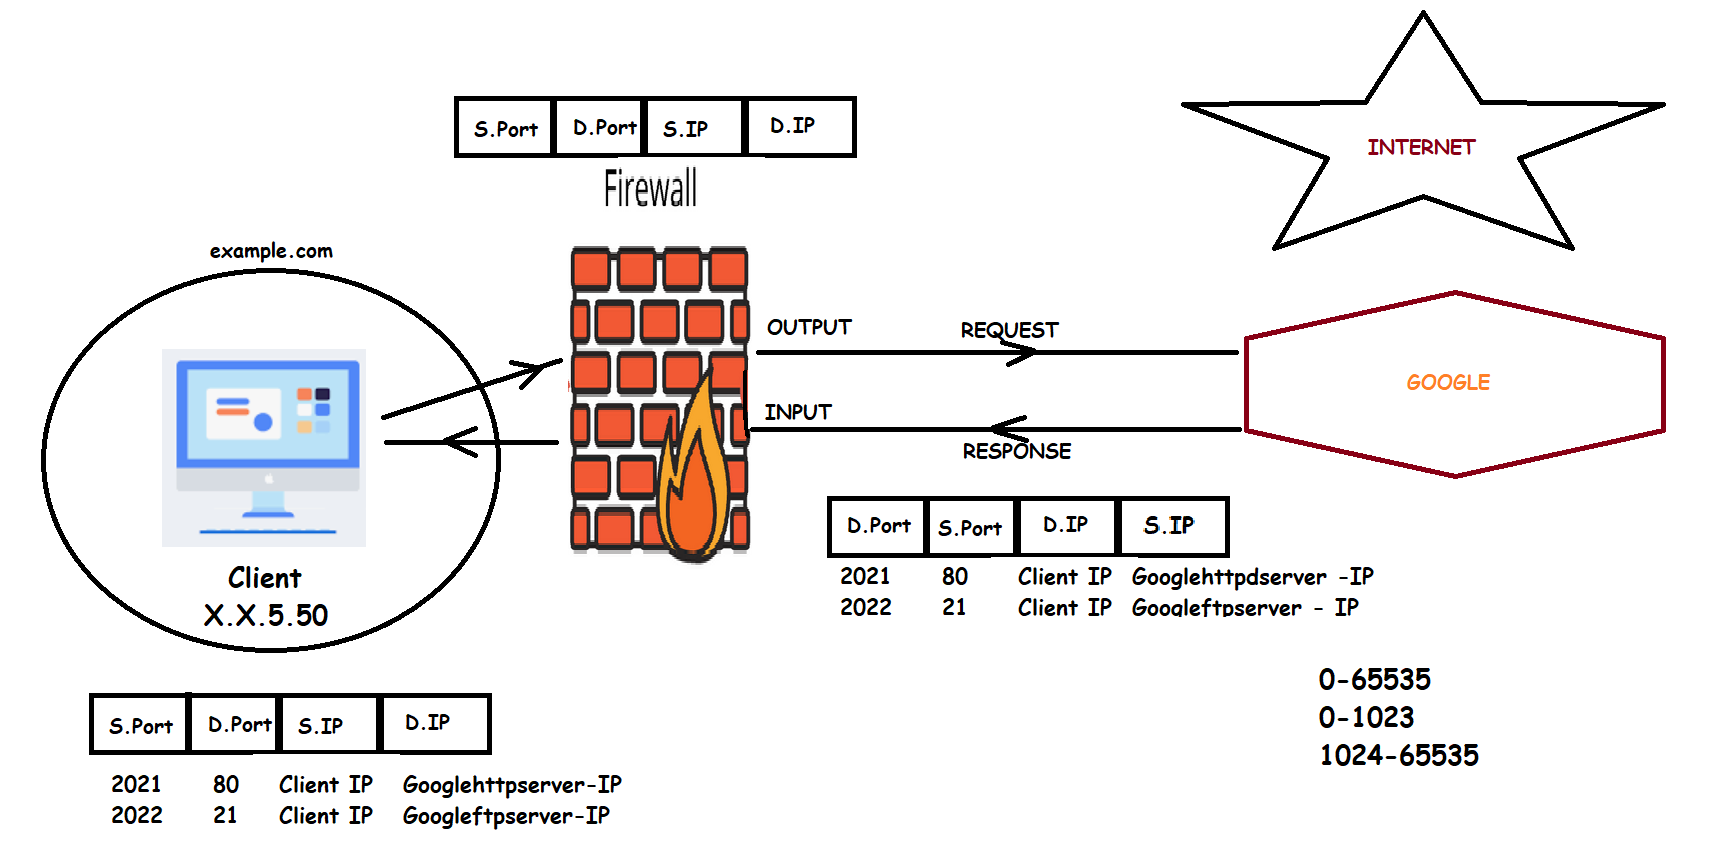 S.Port D.Port S.IP D.IP
Firewall
INTERNET
example.com
OUTPUT REQUEST
GOOGLE
INPUT
RESPONSE
D.Port S.Port D.IP S.IP
2021 80 Client IP Googlehttpdserver -IP
2022 21 Client IP Googleftpserver - IP
Client
X.X.5.50
0-65535
0-1023
1024-65535
S.Port D.Port S.IP D.IP
2021 80 Client IP Googlehttpserver-IP
2022 21 Client IP Googleftpserver-IP